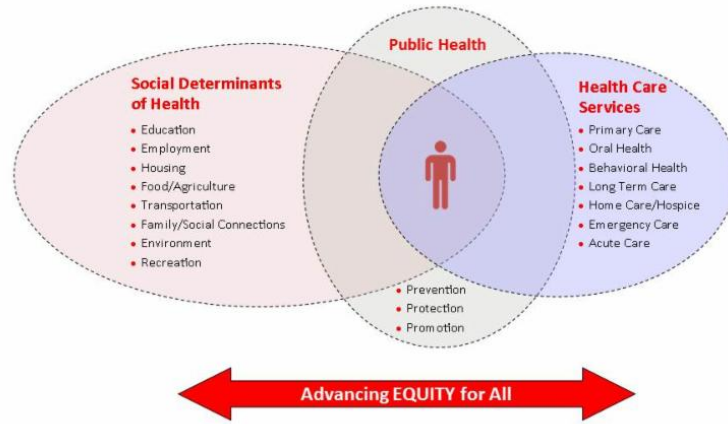 Public Health
Social Determinants
of Health
• Education
• Employment
• Housing
• Food/Agriculture
• Transportation
• Family/Social Connections
• Environment
• Recreation
Health Care
Services
• Primary Care
• Oral Health
• Behavioral Health
• Long Term Care
• Home Care/Hospice
• Emergency Care
• Acute Care
• Prevention
• Protection
• Promotion
Advancing EQUITY for All